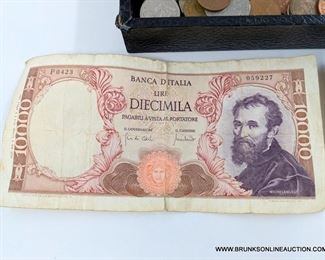 P 0423
BANCA D'ITALIA
059227
LIRE
DIECIMILA
PAGABILI A VISTA AL PORTATORE
IL GOVERNATORE
IL CASSIERE
10000
10000
MICHELANGELO
WWW.BRUNKSONLINEAUCTION.COM